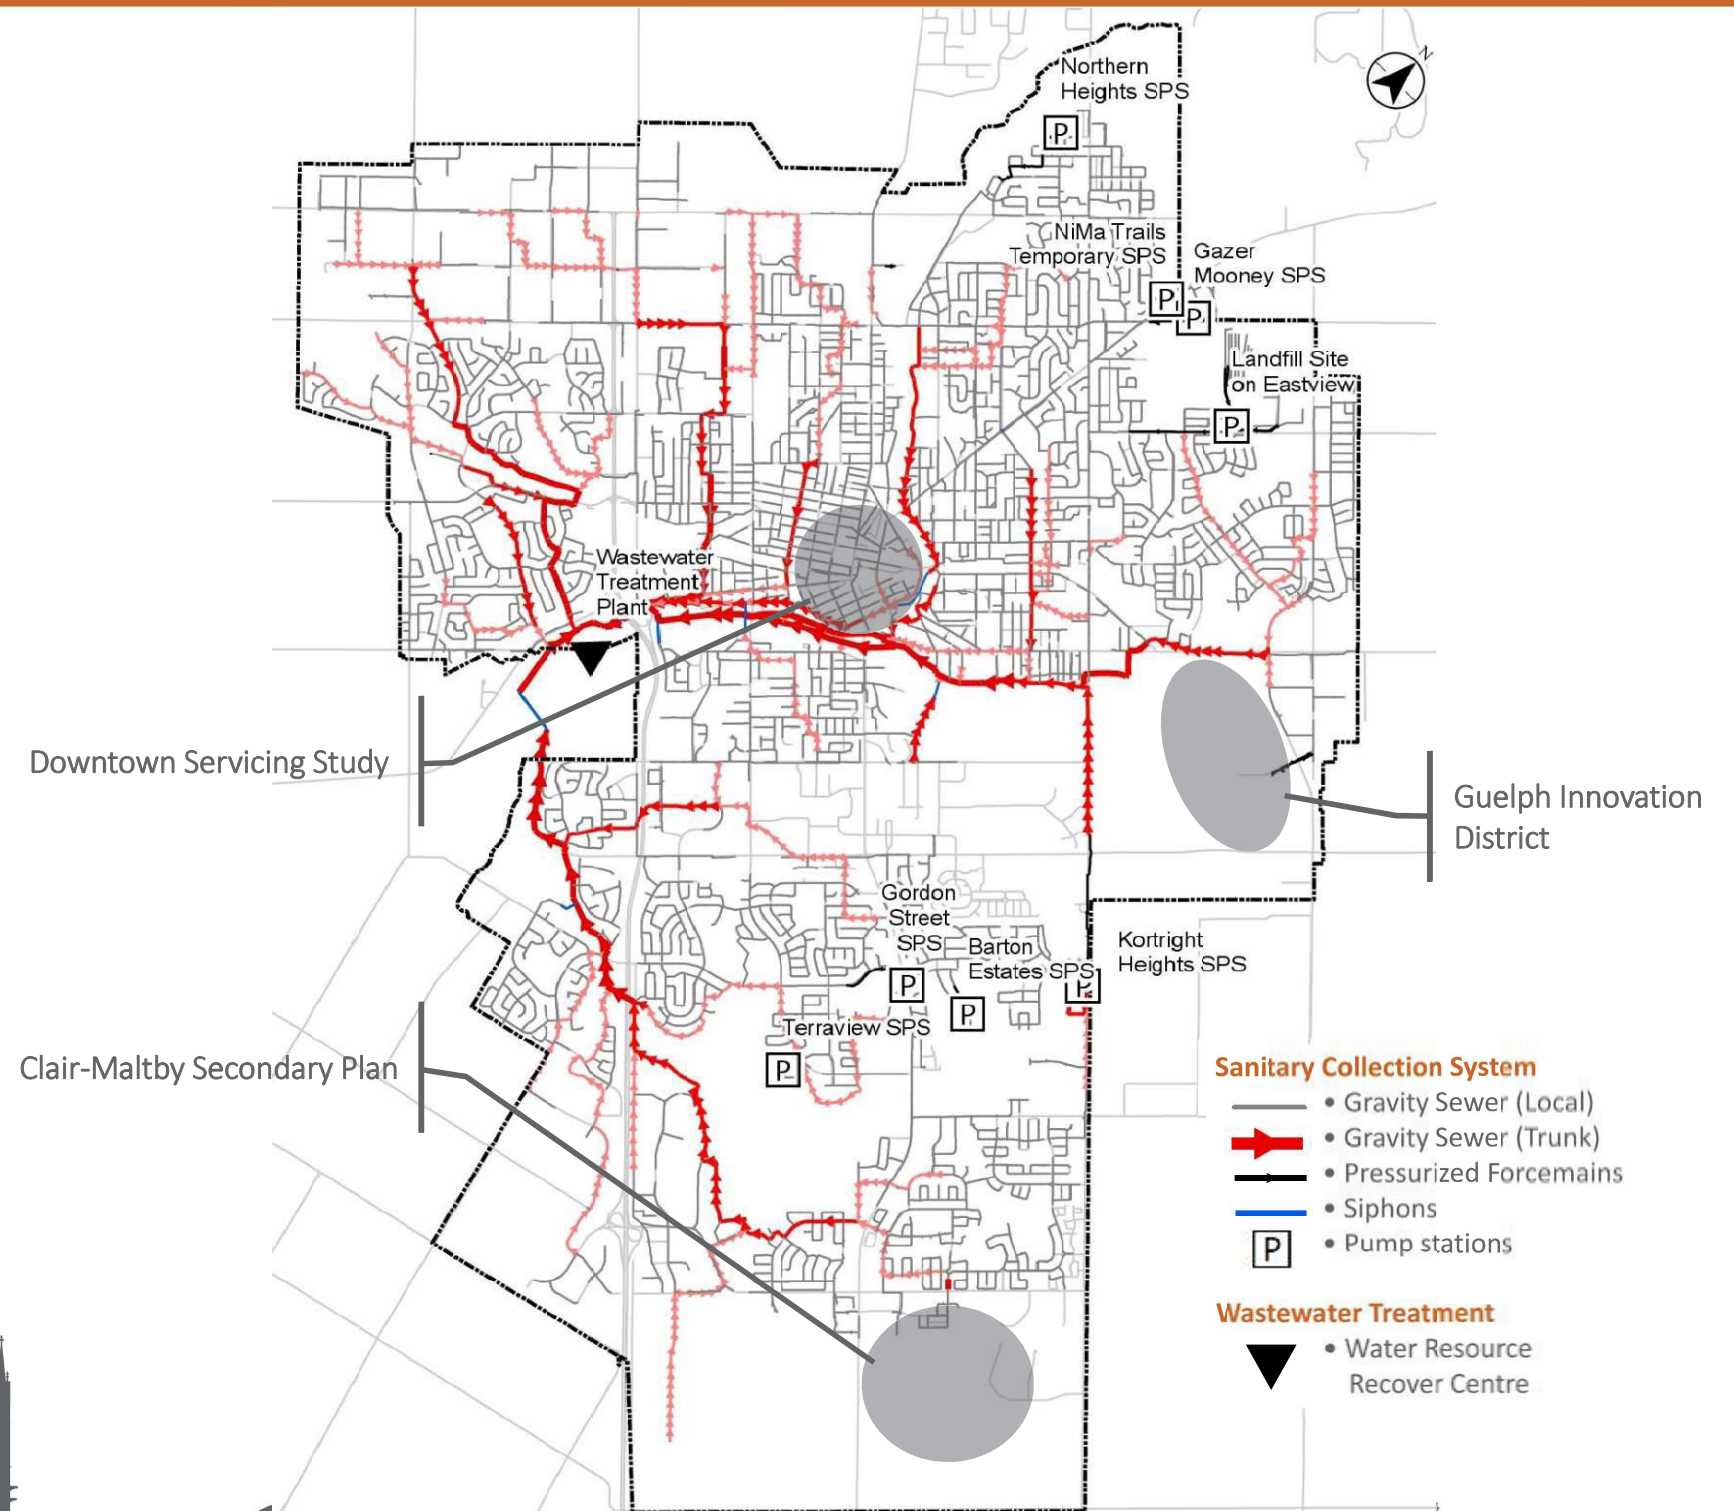 N
Northern
Heights SPS
P
NiMa Trails
Temporary SPS
Gazer
Mooney SPS
P
P
Landfill Site
on Eastview
P
Wastewater
Treatment
Plant
Downtown Servicing Study
Guelph Innovation
District
Gordon
Street
SPS
Barton
Estates SPS
Kortright
Heights SPS
P
P
P
Terraview SPS
P
Clair-Maltby Secondary Plan
Sanitary Collection System
• Gravity Sewer (Local)
• Gravity Sewer (Trunk)
• Pressurized Forcemains
• Siphons
P • Pump stations
Wastewater Treatment
• Water Resource
Recover Centre